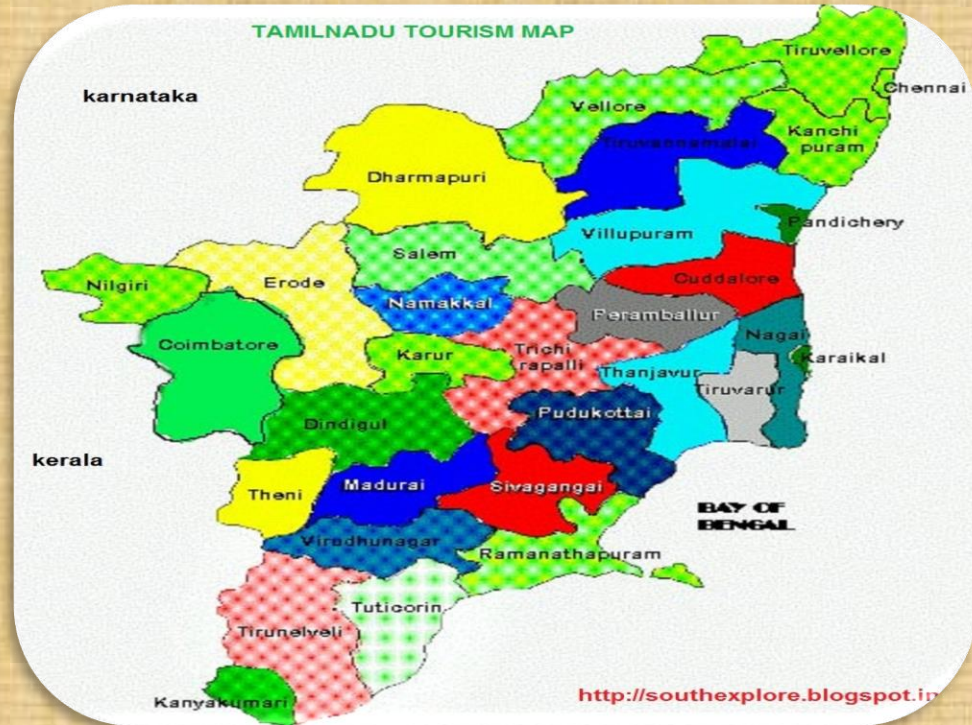 TAMILNADU TOURISM MAP
karnataka
Tiruvellore
Chennai
Vellore
Kanchi
puram
Tiruvannamalai
Dharmapuri
Pandichery
Villupuram
Salem
Cuddalore
Nilgiri
Erode
Namakkal
Peramballur
Nagai
Coimbatore
Karur
Trichi
rapalli
Karaikal
Thanjavur
Tiruvarur
Pudukottai
Dindigul
kerala
Theni
Madurai
Sivagangai
BAY OF
BENGAL
Virudhunagar
Ramanathapuram
Tuticorin
Tirunelveli
Kanyakumari
http://southexplore.blogspot.in